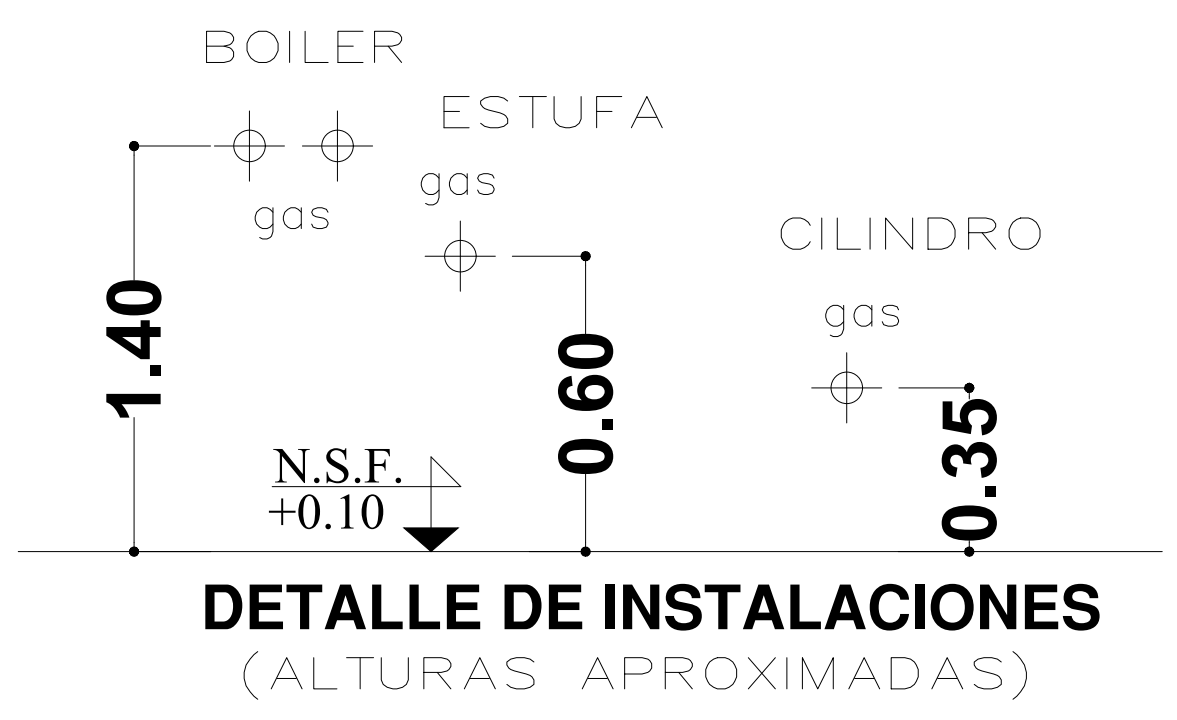 BOILER
ESTUFA
gas
gas
CILINDRO
gas
1.40
0.60
0.35
N.S.F.
+0.10
DETALLE DE INSTALACIONES
(ALTURAS APROXIMADAS)